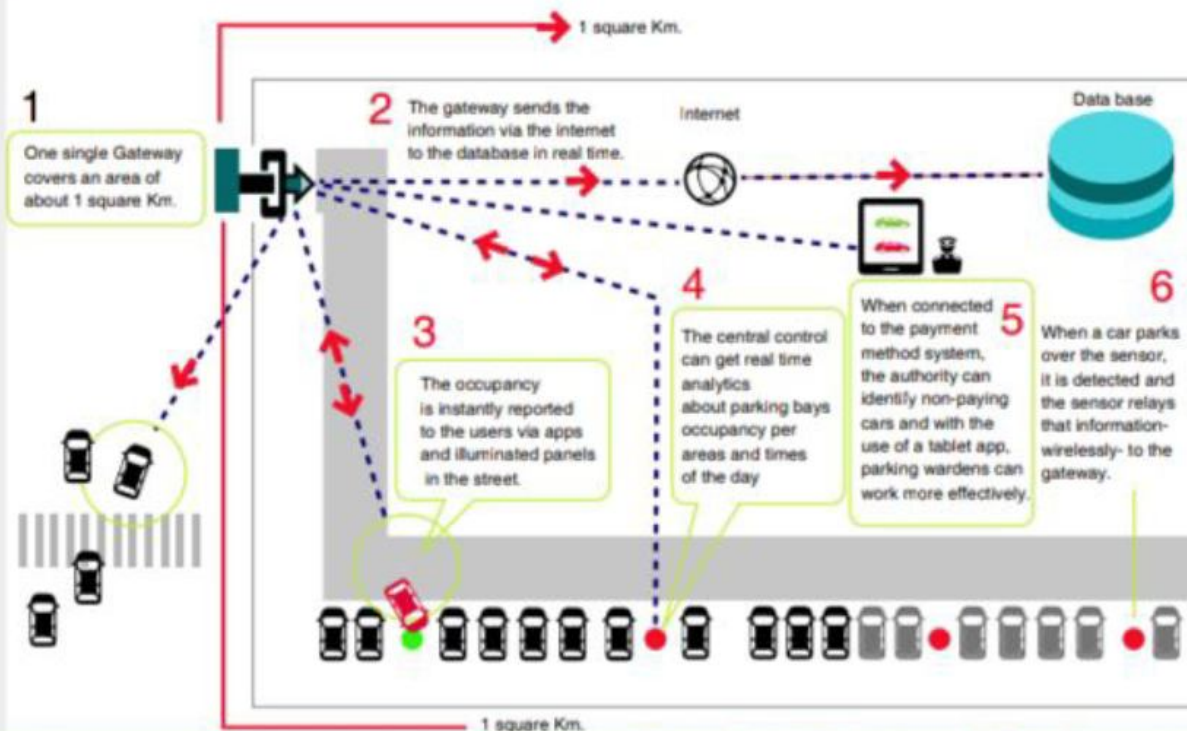 1 square Km.
1
One single Gateway
covers an area of
about 1 square Km.
2
The gateway sends the
information via the internet
to the database in real time.
Internet
Data base
3
The occupancy
is instantly reported
to the users via apps
and illuminated panels
in the street.
4
The central control
can get real time
analytics
about parking bays
occupancy per
areas and times
of the day
5
When connected
to the payment
method system,
the authority can
identify non-paying
cars and with the
use of a tablet app,
parking wardens can
work more effectively.
6
When a car parks
over the sensor,
it is detected and
the sensor relays
that information-
wirelessly- to the
gateway.
1 square Km.